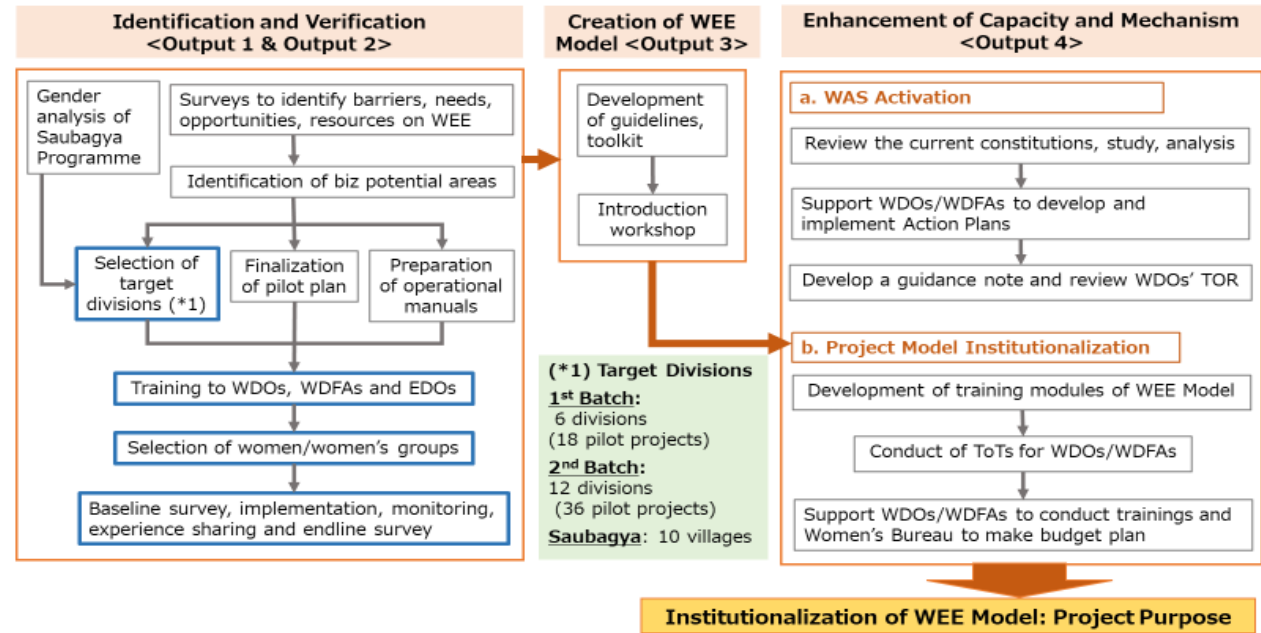 Identification and Verification
<Output 1 & Output 2>
Creation of WEE
Model <Output 3>
Enhancement of Capacity and Mechanism
<Output 4>
Gender
analysis of
Saubagya
Programme
Surveys to identify barriers, needs,
opportunities, resources on WEE
Identification of biz potential areas
Selection of
target
divisions (*1)
Finalization
of pilot plan
Preparation
of operational
manuals
Training to WDOs, WDFAs and EDOs
Selection of women/women's groups
Baseline survey, implementation, monitoring,
experience sharing and endline survey
Development
of guidelines,
toolkit
Introduction
workshop
(*1) Target Divisions
1st Batch:
6 divisions
(18 pilot projects)
2nd Batch:
12 divisions
(36 pilot projects)
Saubagya: 10 villages
a. WAS Activation
Review the current constitutions, study, analysis
Support WDOs/WDFAs to develop and
implement Action Plans
Develop a guidance note and review WDOs' TOR
b. Project Model Institutionalization
Development of training modules of WEE Model
Conduct of ToTs for WDOs/WDFAs
Support WDOs/WDFAs to conduct trainings and
Women's Bureau to make budget plan
Institutionalization of WEE Model: Project Purpose